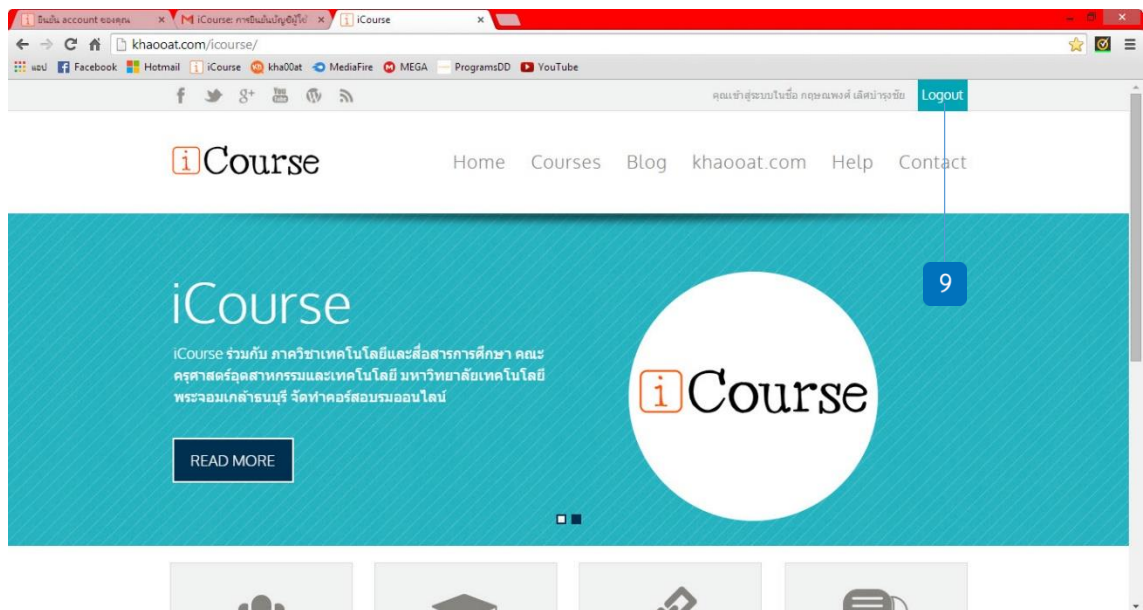 ยืนยัน account ของคุณ
iCourse: การยืนยันบัญชีผู้ใช้
iCourse
khaooat.com/icourse/
แอป Facebook Hotmail iCourse kha00at MediaFire MEGA ProgramsDD YouTube
คุณเข้าสู่ระบบในชื่อ กฤษณพงศ์ เลิศบำรุงชัย Logout
iCourse
Home Courses Blog khaooat.com Help Contact
9
iCourse
iCourse ร่วมกับ ภาควิชาเทคโนโลยีและสื่อสารการศึกษา คณะ
ครุศาสตร์อุตสาหกรรมและเทคโนโลยี มหาวิทยาลัยเทคโนโลยี
พระจอมเกล้าธนบุรี จัดทำคอร์สอบรมออนไลน์
iCourse
READ MORE